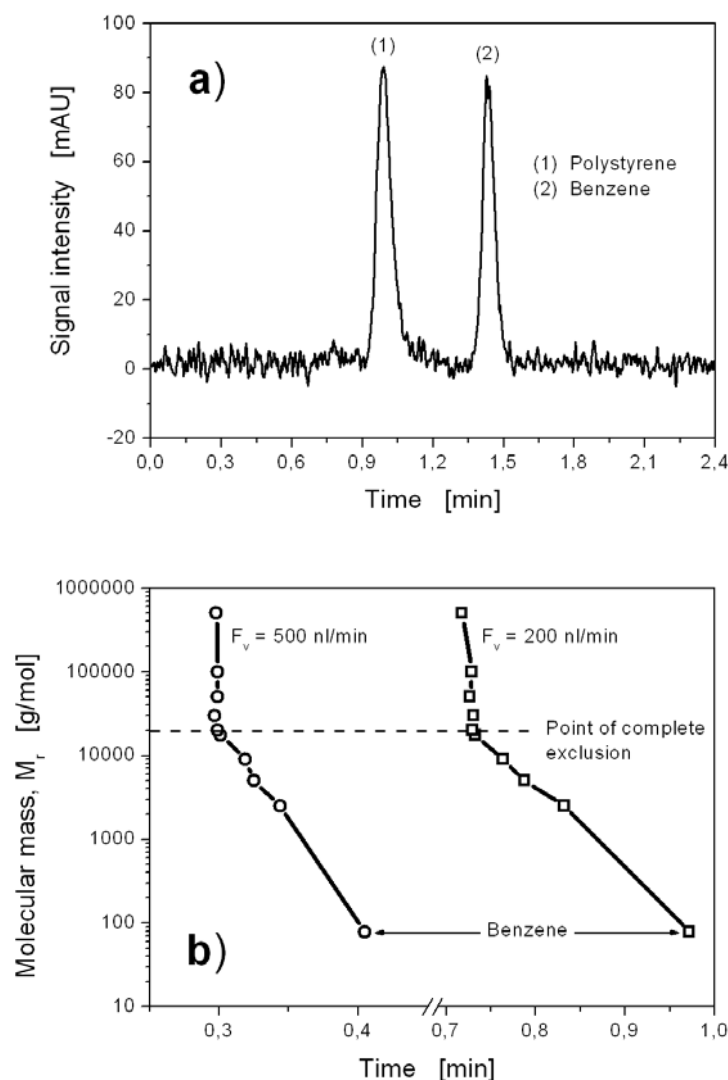 100
(1)
(2)
a)
80
(1) Polystyrene
60
(2) Benzene
40
20
0
-20
Signal intensity [mAU]
0,0 0,3 0,6 0,9 1,2 1,5 1,8 2,1 2,4
Time [min]
1000000
Fv = 500 nl/min
Fv = 200 nl/min
100000
Point of complete
exclusion
10000
1000
100
Benzene
b)
10
Molecular mass, Mr [g/mol]
0,3 0,4 0,7 0,8 0,9 1,0
Time [min]